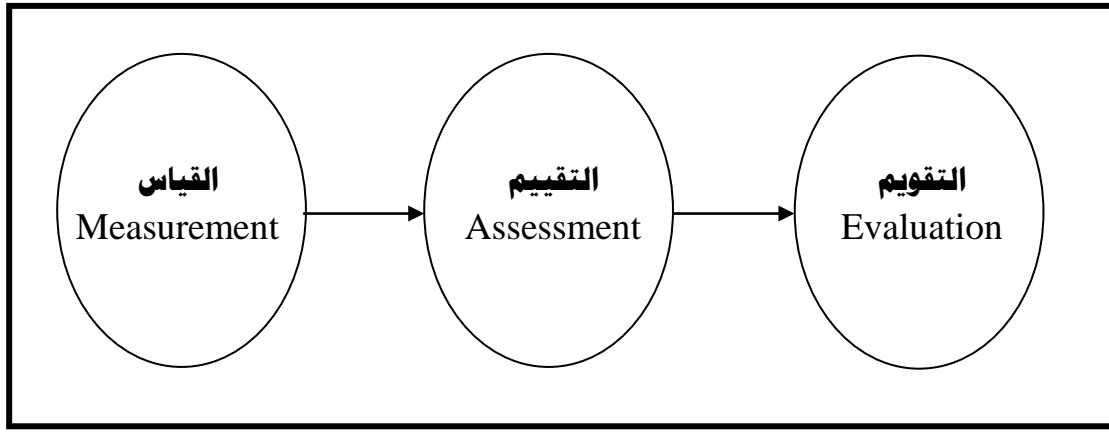 القياس
Measurement
التقييم
Assessment
التقويم
Evaluation